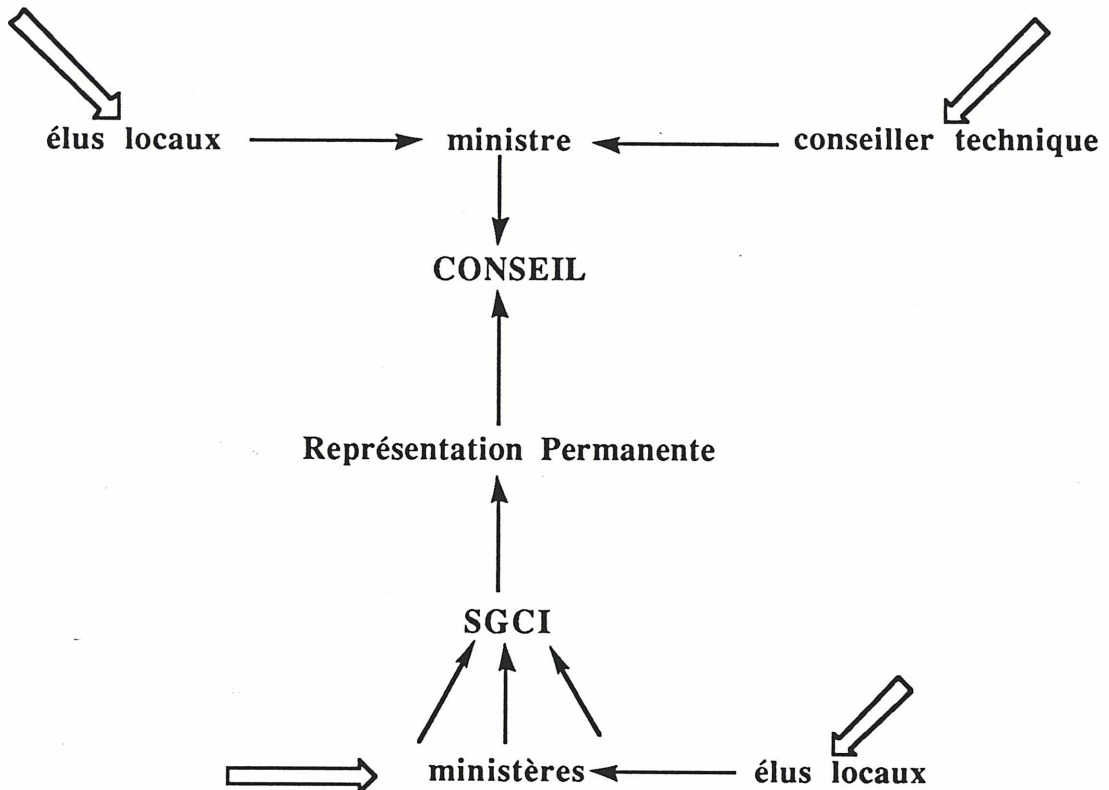 élus locaux ministre conseiller technique
CONSEIL
Représentation Permanente
SGCI
ministères élus locaux